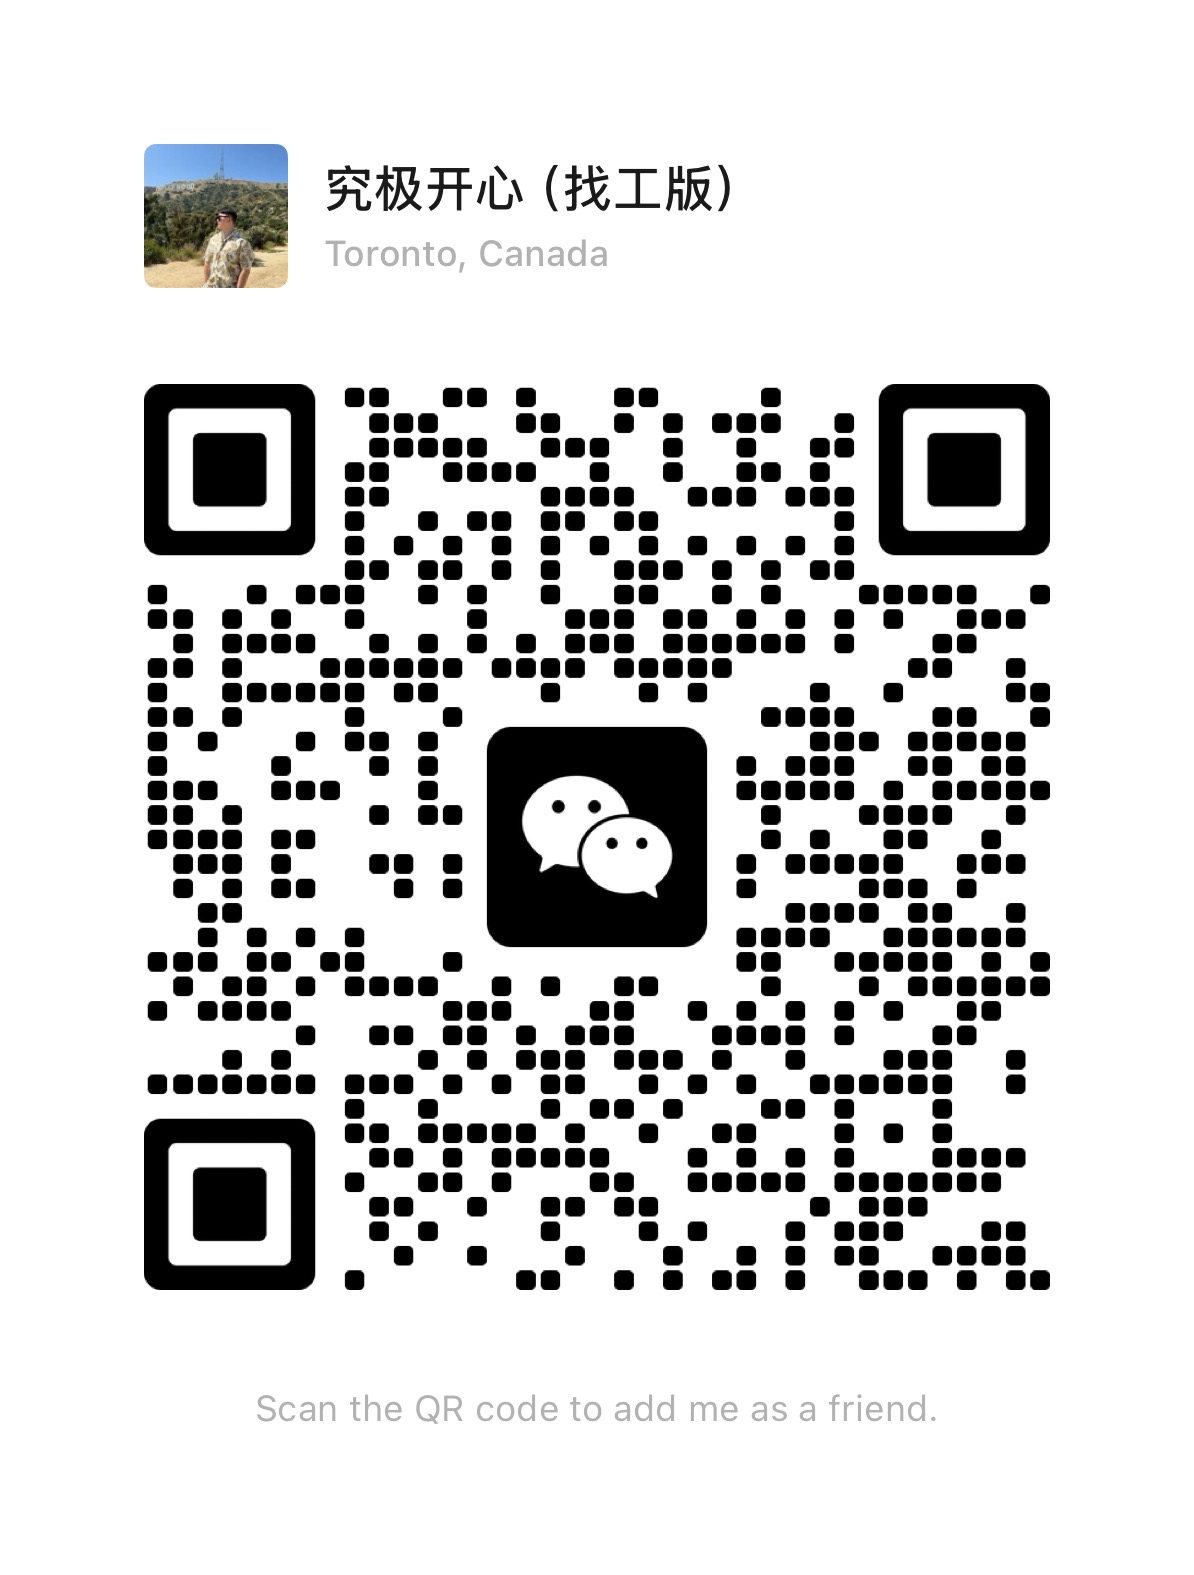 究极开心（找工版）
Toronto, Canada
Scan the QR code to add me as a friend.